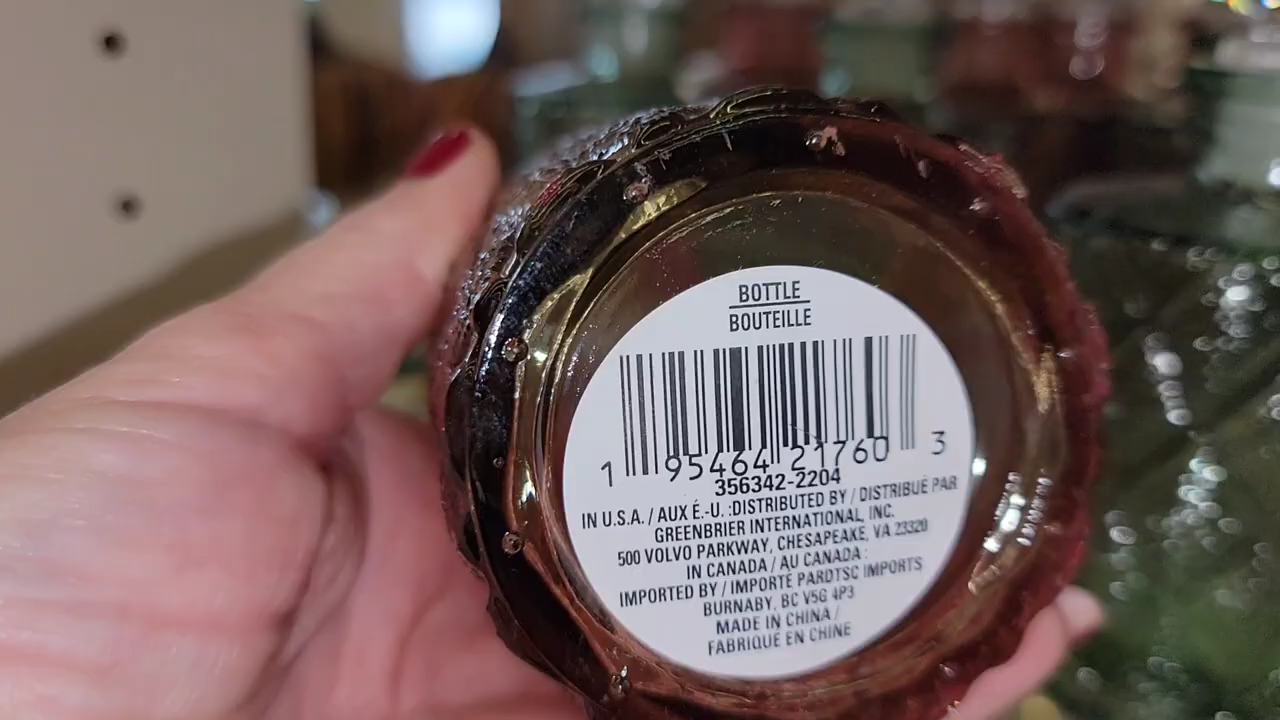 BOTTLE
BOUTEILLE
1 95464 21760 3
356342-2204
IN U.S.A. / AUX É.-U. :DISTRIBUTED BY / DISTRIBUÉ PAR
GREENBRIER INTERNATIONAL, INC.
500 VOLVO PARKWAY, CHESAPEAKE, VA 23320
IN CANADA / AU CANADA :
IMPORTED BY / IMPORTÉ PARDTSC IMPORTS
BURNABY, BC V5G 4P3
MADE IN CHINA /
FABRIQUÉ EN CHINE